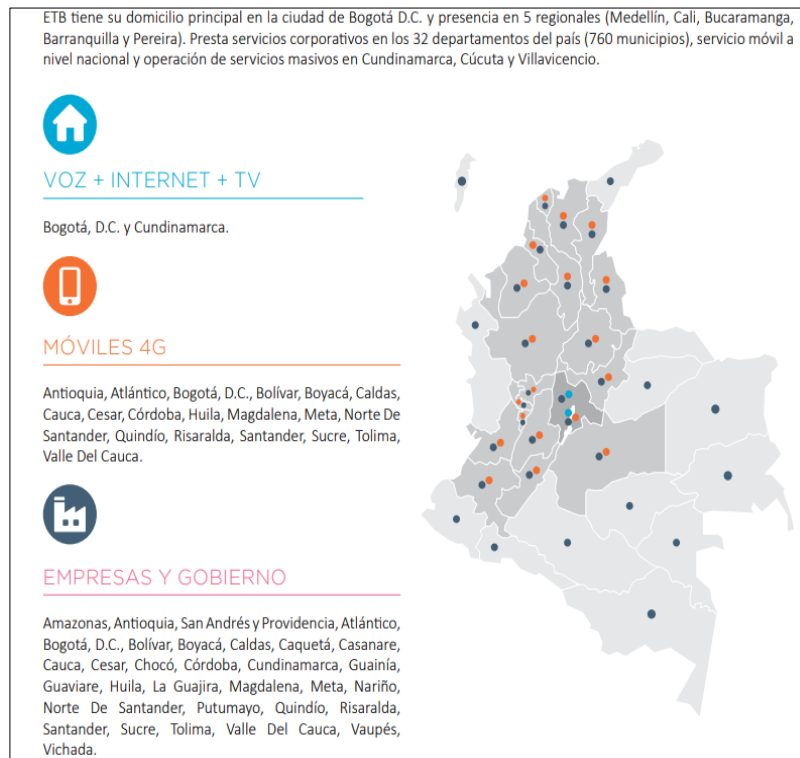 ETB tiene su domicilio principal en la ciudad de Bogotá D.C. y presencia en 5 regionales (Medellín, Cali, Bucaramanga,
Barranquilla y Pereira). Presta servicios corporativos en los 32 departamentos del país (760 municipios), servicio móvil a
nivel nacional y operación de servicios masivos en Cundinamarca, Cúcuta y Villavicencio.
VOZ + INTERNET + TV
Bogotá, D.C. y Cundinamarca.
MÓVILES 4G
Antioquia, Atlántico, Bogotá, D.C., Bolívar, Boyacá, Caldas,
Cauca, Cesar, Córdoba, Huila, Magdalena, Meta, Norte De
Santander, Quindío, Risaralda, Santander, Sucre, Tolima,
Valle Del Cauca.
EMPRESAS Y GOBIERNO
Amazonas, Antioquia, San Andrés y Providencia, Atlántico,
Bogotá, D.C., Bolívar, Boyacá, Caldas, Caquetá, Casanare,
Cauca, Cesar, Chocó, Córdoba, Cundinamarca, Guainía,
Guaviare, Huila, La Guajira, Magdalena, Meta, Nariño,
Norte De Santander, Putumayo, Quindío, Risaralda,
Santander, Sucre, Tolima, Valle Del Cauca, Vaupés,
Vichada.